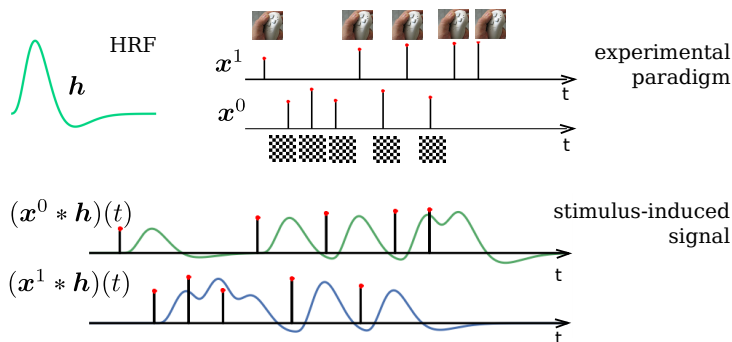 HRF
h
x¹
t
x⁰
t
experimental
paradigm
(x⁰ * h)(t)
t
stimulus-induced
signal
(x¹ * h)(t)
t